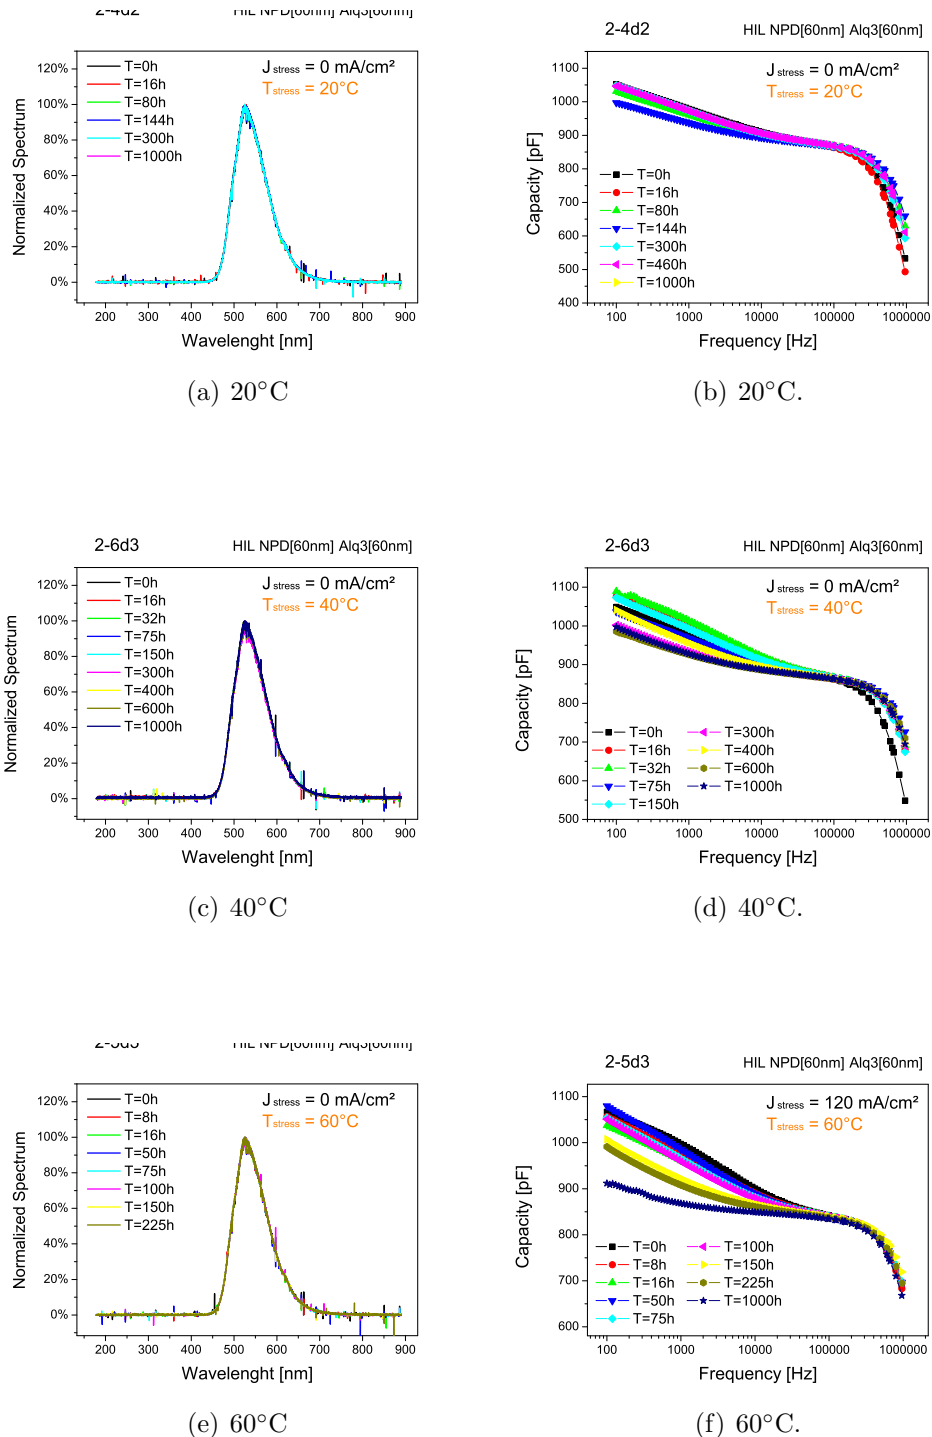 2-4d2 HIL NPD[60nm] Alq3[60nm]
J stress = 0 mA/cm²
T stress = 20°C
T=0h
T=16h
T=80h
T=144h
T=300h
T=1000h
120%
100%
80%
60%
40%
20%
0%
Normalized Spectrum
200 300 400 500 600 700 800 900
Wavelenght [nm]
(a) 20°C
2-4d2 HIL NPD[60nm] Alq3[60nm]
J stress = 0 mA/cm²
T stress = 20°C
1100
1000
900
800
700
600
500
400
Capacity [pF]
T=0h
T=16h
T=80h
T=144h
T=300h
T=460h
T=1000h
100 1000 10000 100000 1000000
Frequency [Hz]
(b) 20°C.
2-6d3 HIL NPD[60nm] Alq3[60nm]
J stress = 0 mA/cm²
T stress = 40°C
T=0h
T=16h
T=32h
T=75h
T=150h
T=300h
T=400h
T=600h
T=1000h
120%
100%
80%
60%
40%
20%
0%
Normalized Spectrum
200 300 400 500 600 700 800 900
Wavelenght [nm]
(c) 40°C
2-6d3 HIL NPD[60nm] Alq3[60nm]
J stress = 0 mA/cm²
T stress = 40°C
1100
1000
900
800
700
600
500
Capacity [pF]
T=0h T=300h
T=16h T=400h
T=32h T=600h
T=75h T=1000h
T=150h
100 1000 10000 100000 1000000
Frequency [Hz]
(d) 40°C.
2-5d3 HIL NPD[60nm] Alq3[60nm]
J stress = 0 mA/cm²
T stress = 60°C
T=0h
T=8h
T=16h
T=50h
T=75h
T=100h
T=150h
T=225h
120%
100%
80%
60%
40%
20%
0%
Normalized Spectrum
200 300 400 500 600 700 800 900
Wavelenght [nm]
(e) 60°C
2-5d3 HIL NPD[60nm] Alq3[60nm]
J stress = 120 mA/cm²
T stress = 60°C
1100
1000
900
800
700
600
Capacity [pF]
T=0h T=100h
T=8h T=150h
T=16h T=225h
T=50h T=1000h
T=75h
100 1000 10000 100000 1000000
Frequency [Hz]
(f) 60°C.